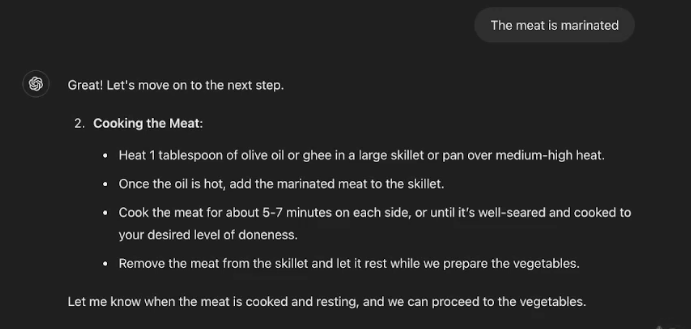 The meat is marinated
Great! Let's move on to the next step.
2. Cooking the Meat:
• Heat 1 tablespoon of olive oil or ghee in a large skillet or pan over medium-high heat.
• Once the oil is hot, add the marinated meat to the skillet.
• Cook the meat for about 5-7 minutes on each side, or until it's well-seared and cooked to
your desired level of doneness.
• Remove the meat from the skillet and let it rest while we prepare the vegetables.
Let me know when the meat is cooked and resting, and we can proceed to the vegetables.